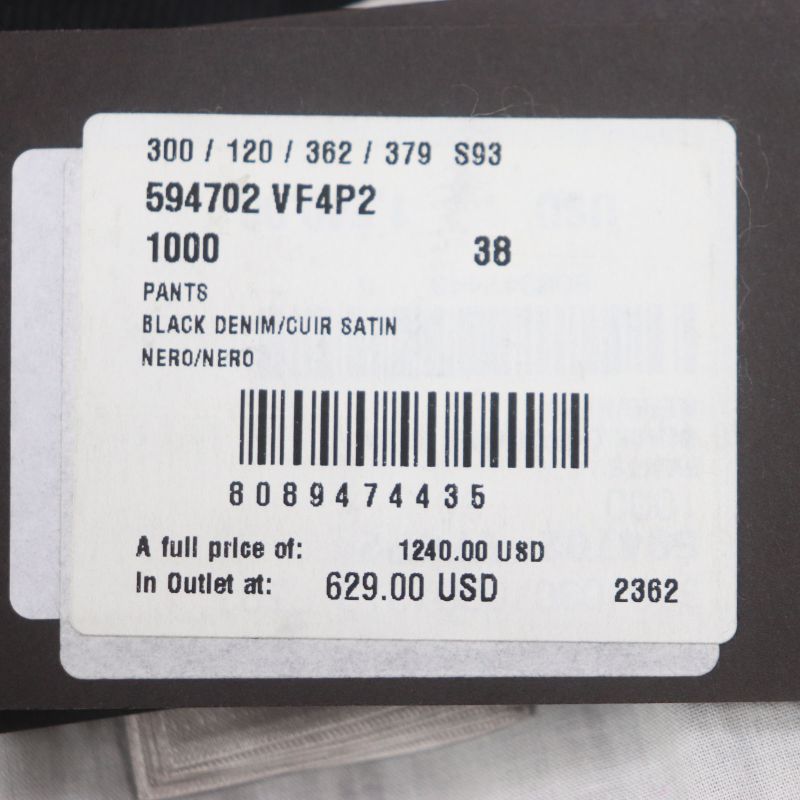 300 / 120 / 362 / 379 S93
594702 VF4P2
1000 38
PANTS
BLACK DENIM/CUIR SATIN
NERO/NERO
8089474435
A full price of: 1240.00 USD
In Outlet at: 629.00 USD 2362